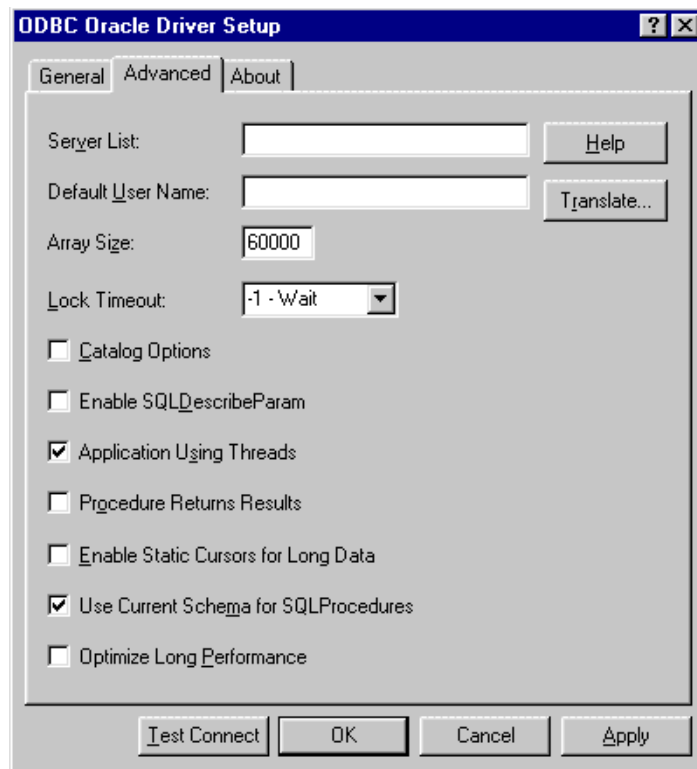 ODBC Oracle Driver Setup
General Advanced About
Server List: Help
Default User Name: Translate...
Array Size: 60000
Lock Timeout: -1 - Wait
Catalog Options
Enable SQLDescribeParam
Application Using Threads
Procedure Returns Results
Enable Static Cursors for Long Data
Use Current Schema for SQLProcedures
Optimize Long Performance
Test Connect OK Cancel Apply